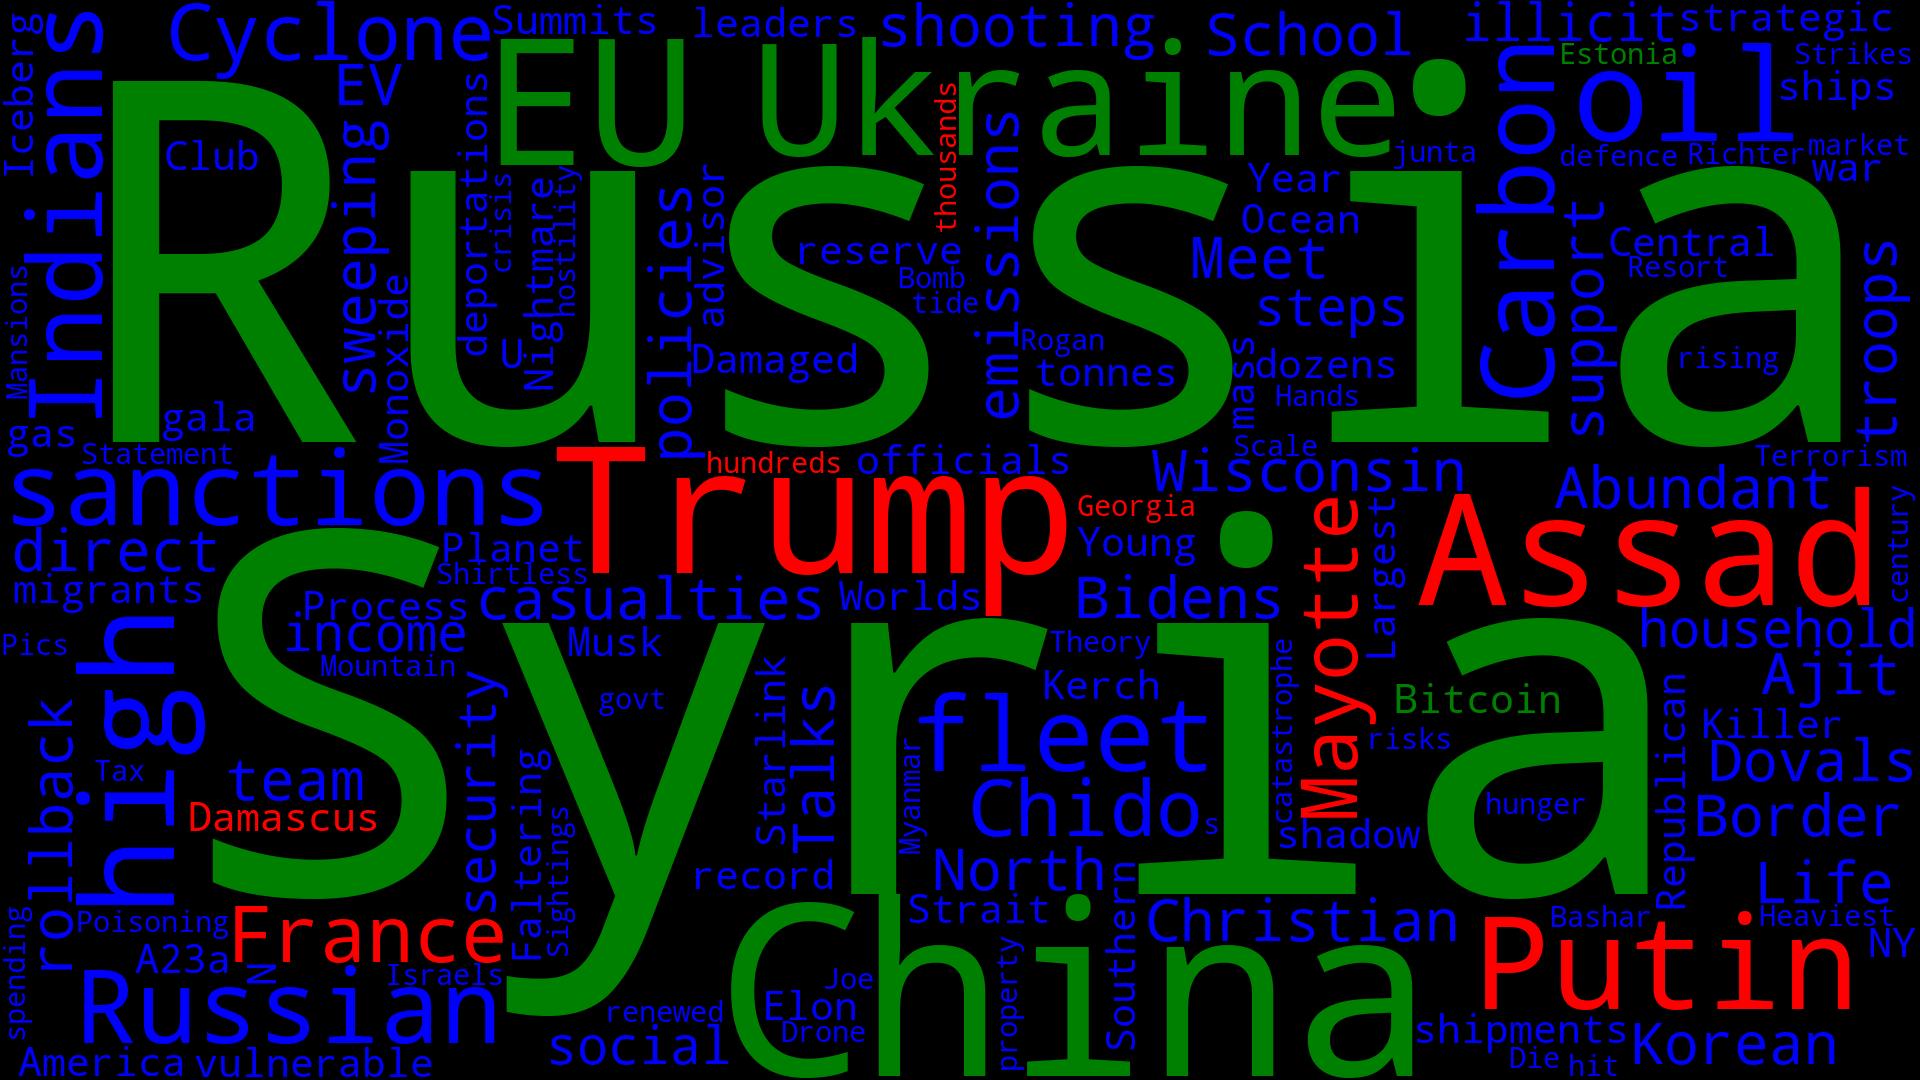 Iceberg
Indians
Cyclone
Summits
leaders
shooting
School
illicit
strategic
EV
EU
Ukraine
Estonia
Strikes
oil
ships
Club
sweeping
deportations
thousands
emissions
junta
Carbon
defence
Richter
market
war
Russia
crisis
Nightmare
hostility
policies
advisor
reserve
Bomb
tide
Year
Ocean
Meet
steps
support
Central
Resort
troops
Mansions
Monoxide
U
Damaged
Rogan
tonnes
mass
dozens
Hands
rising
gas
gala
Statement
sanctions
Trump
hundreds
officials
Scale
Wisconsin
Terrorism
Georgia
Abundant
Assad
century
direct
Planet
Young
Mayotte
Largest
migrants
Shirtless
Process
casualties
Worlds
Bidens
high
income
Musk
Theory
household
Pics
Mountain
Syria
Kerch
catastrophe
Ajit
rollback
security
govt
Starlink
Talks
fleet
Bitcoin
risks
Republican
Killer
Tax
team
Faltering
Myanmar
Dovals
Damascus
Sightings
Chido
s
shadow
hunger
Border
record
North
Life
spending
Poisoning
France
Strait
Southern
Christian
Bashar
Heaviest
A23a
N
Israels
China
Putin
NY
Russian
Joe
Elon
Drone
property
renewed
social
shipments
Korean
America
vulnerable
Die
hit